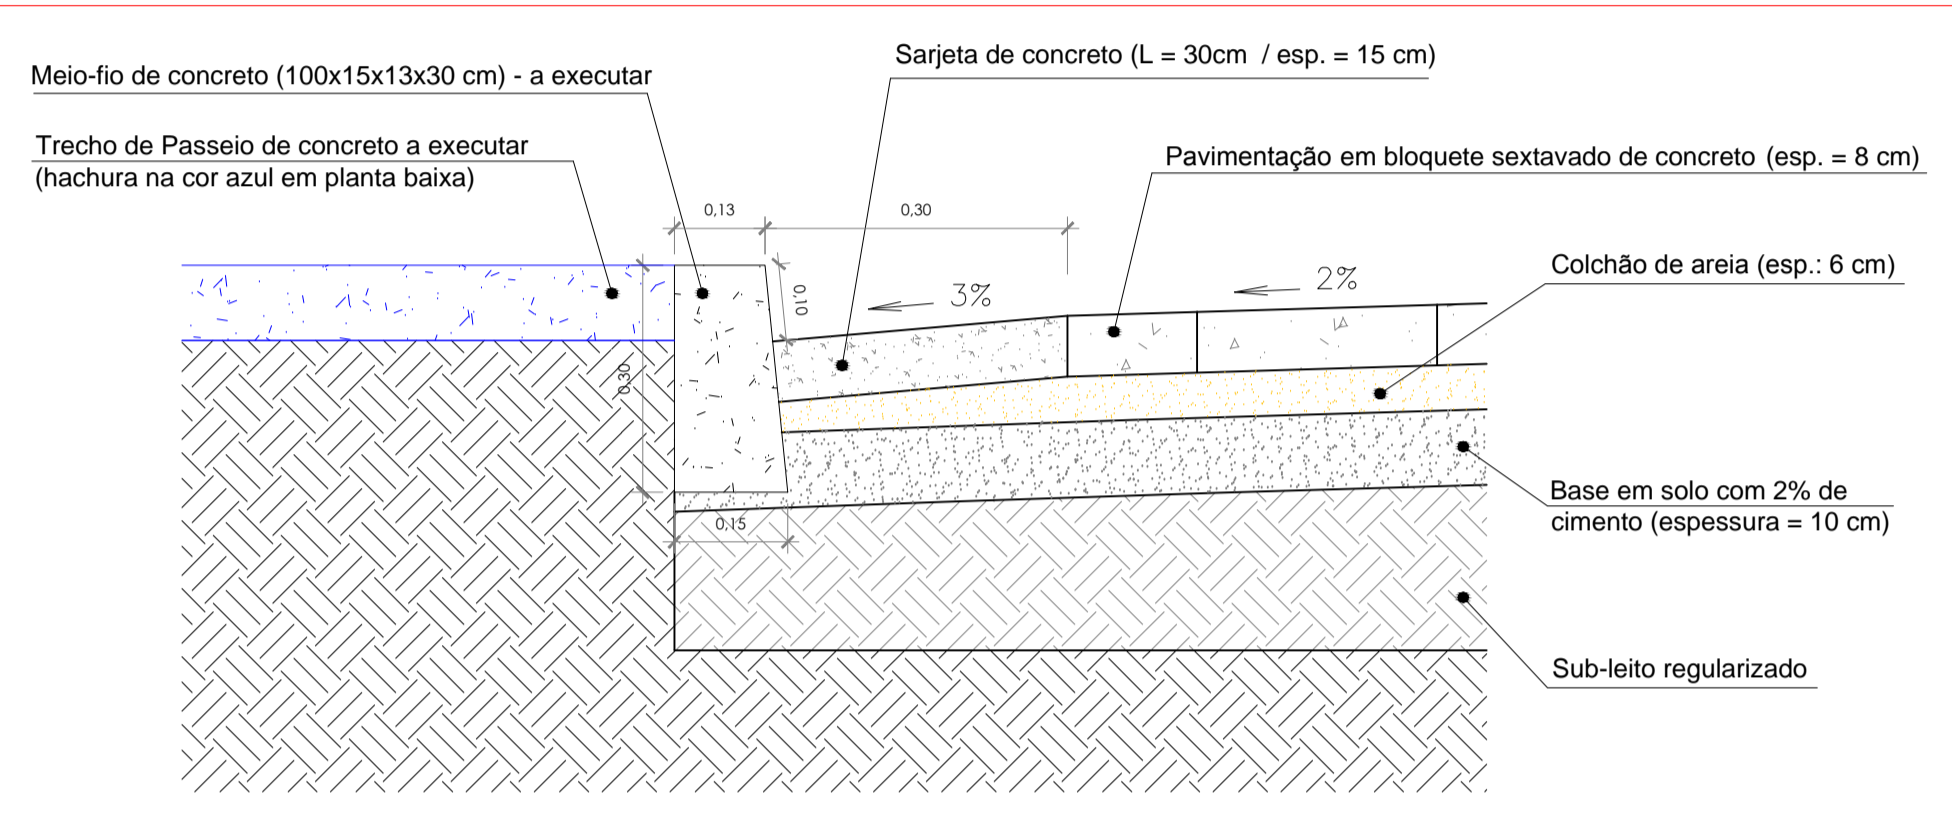 Sarjeta de concreto (L = 30cm / esp. = 15 cm)
Meio-fio de concreto (100x15x13x30 cm) - a executar
Trecho de Passeio de concreto a executar
(hachura na cor azul em planta baixa)
Pavimentação em bloquete sextavado de concreto (esp. = 8 cm)
0,13
0,30
Colchão de areia (esp.: 6 cm)
0,10
3%
2%
0,30
Base em solo com 2% de
cimento (espessura = 10 cm)
0,15
Sub-leito regularizado